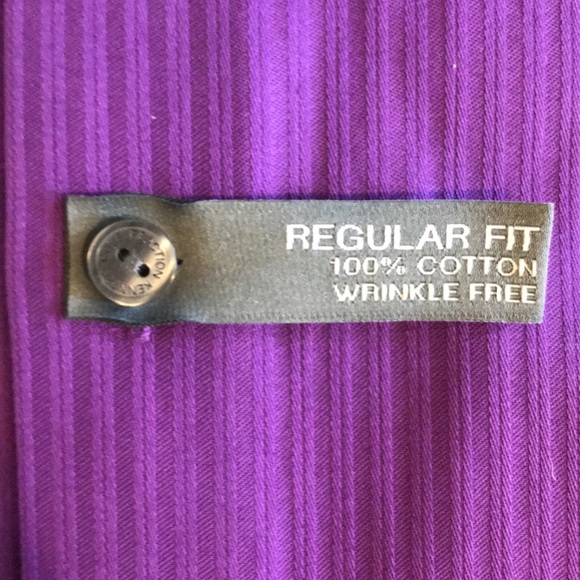 REGULAR FIT
100% COTTON
WRINKLE FREE